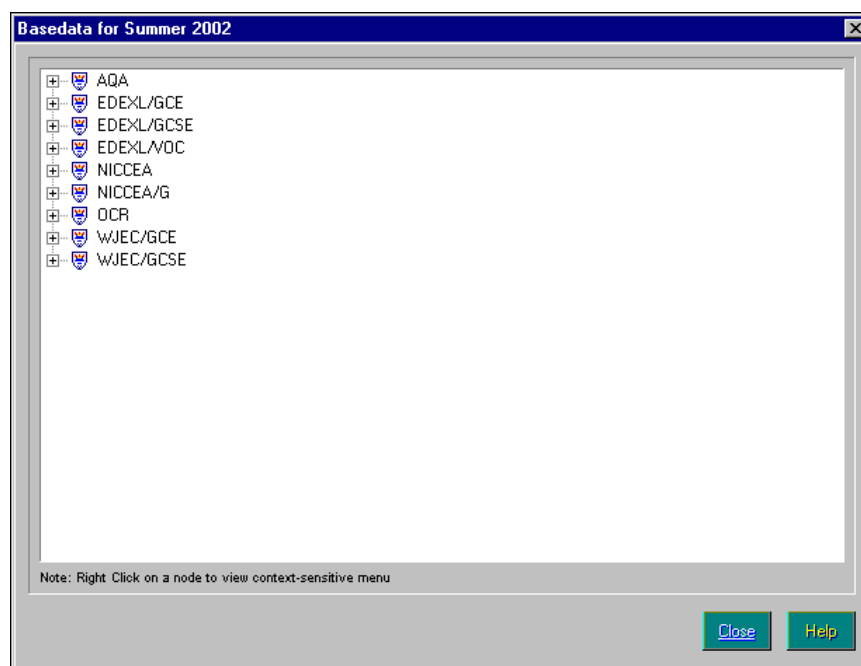 Basedata for Summer 2002
AQA
EDEXL/GCE
EDEXL/GCSE
EDEXL/VOC
NICCEA
NICCEA/G
OCR
WJEC/GCE
WJEC/GCSE
Note: Right Click on a node to view context-sensitive menu
Close Help